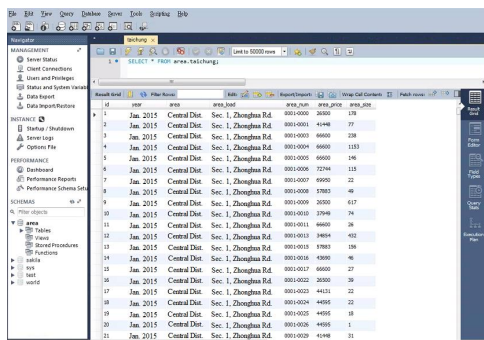 File Edit View Query Database Server Tools Scripting Help
Navigator
MANAGEMENT
Server Status
Client Connections
Users and Privileges
Status and System Variabl
Data Export
Data Import/Restore
INSTANCE
Startup / Shutdown
Server Logs
Options File
PERFORMANCE
Dashboard
Performance Reports
Performance Schema Setu
SCHEMAS
Filter objects
area
Tables
Views
Stored Procedures
Functions
sakila
sys
test
world
taichung
Limit to 50000 rows
1 SELECT * FROM area.taichung;
Result Grid Filter Rows: Edit: Export/Import: Wrap Cell Content: Fetch rows:
id year area area_load area_num area_price area_size
1 Jan. 2015 Central Dist. Sec. 1, Zhonghua Rd. 0001-0000 26500 178
2 Jan. 2015 Central Dist. Sec. 1, Zhonghua Rd. 0001-0001 41448 77
3 Jan. 2015 Central Dist. Sec. 1, Zhonghua Rd. 0001-0003 66600 238
4 Jan. 2015 Central Dist. Sec. 1, Zhonghua Rd. 0001-0004 66600 1153
5 Jan. 2015 Central Dist. Sec. 1, Zhonghua Rd. 0001-0005 66600 146
6 Jan. 2015 Central Dist. Sec. 1, Zhonghua Rd. 0001-0006 72744 115
7 Jan. 2015 Central Dist. Sec. 1, Zhonghua Rd. 0001-0007 69950 22
8 Jan. 2015 Central Dist. Sec. 1, Zhonghua Rd. 0001-0008 57883 49
9 Jan. 2015 Central Dist. Sec. 1, Zhonghua Rd. 0001-0009 26500 617
10 Jan. 2015 Central Dist. Sec. 1, Zhonghua Rd. 0001-0010 37949 74
11 Jan. 2015 Central Dist. Sec. 1, Zhonghua Rd. 0001-0011 66600 26
12 Jan. 2015 Central Dist. Sec. 1, Zhonghua Rd. 0001-0013 34654 432
13 Jan. 2015 Central Dist. Sec. 1, Zhonghua Rd. 0001-0015 57883 156
14 Jan. 2015 Central Dist. Sec. 1, Zhonghua Rd. 0001-0016 43690 46
15 Jan. 2015 Central Dist. Sec. 1, Zhonghua Rd. 0001-0017 66600 27
16 Jan. 2015 Central Dist. Sec. 1, Zhonghua Rd. 0001-0022 26500 39
17 Jan. 2015 Central Dist. Sec. 1, Zhonghua Rd. 0001-0023 44131 22
18 Jan. 2015 Central Dist. Sec. 1, Zhonghua Rd. 0001-0024 44595 22
19 Jan. 2015 Central Dist. Sec. 1, Zhonghua Rd. 0001-0025 44595 18
20 Jan. 2015 Central Dist. Sec. 1, Zhonghua Rd. 0001-0026 44595 1
21 Jan. 2015 Central Dist. Sec. 1, Zhonghua Rd. 0001-0029 41448 31
Result
Grid
Form
Editor
Field
Types
Query
Stats
Execution
Plan